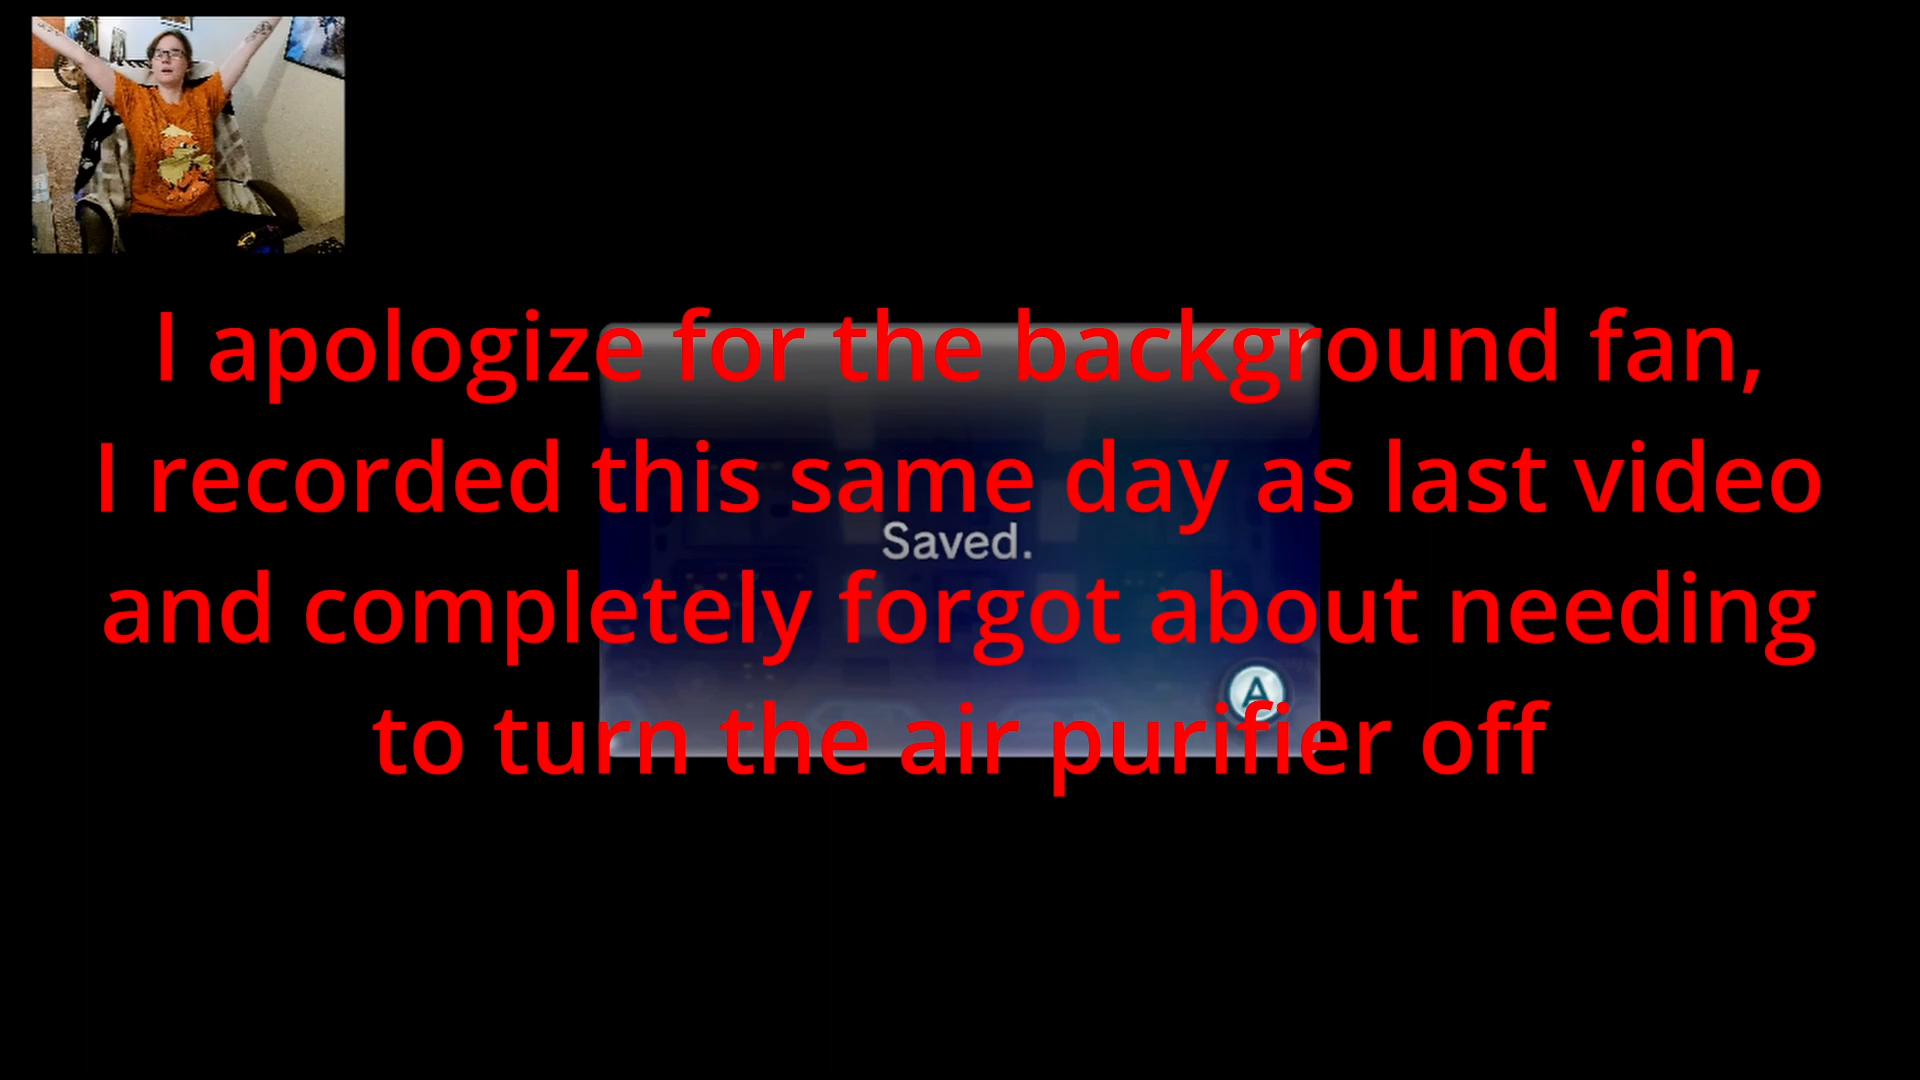 I apologize for the background fan,
I recorded this same day as last video
Saved.
and completely forgot about needing
A
to turn the air purifier off